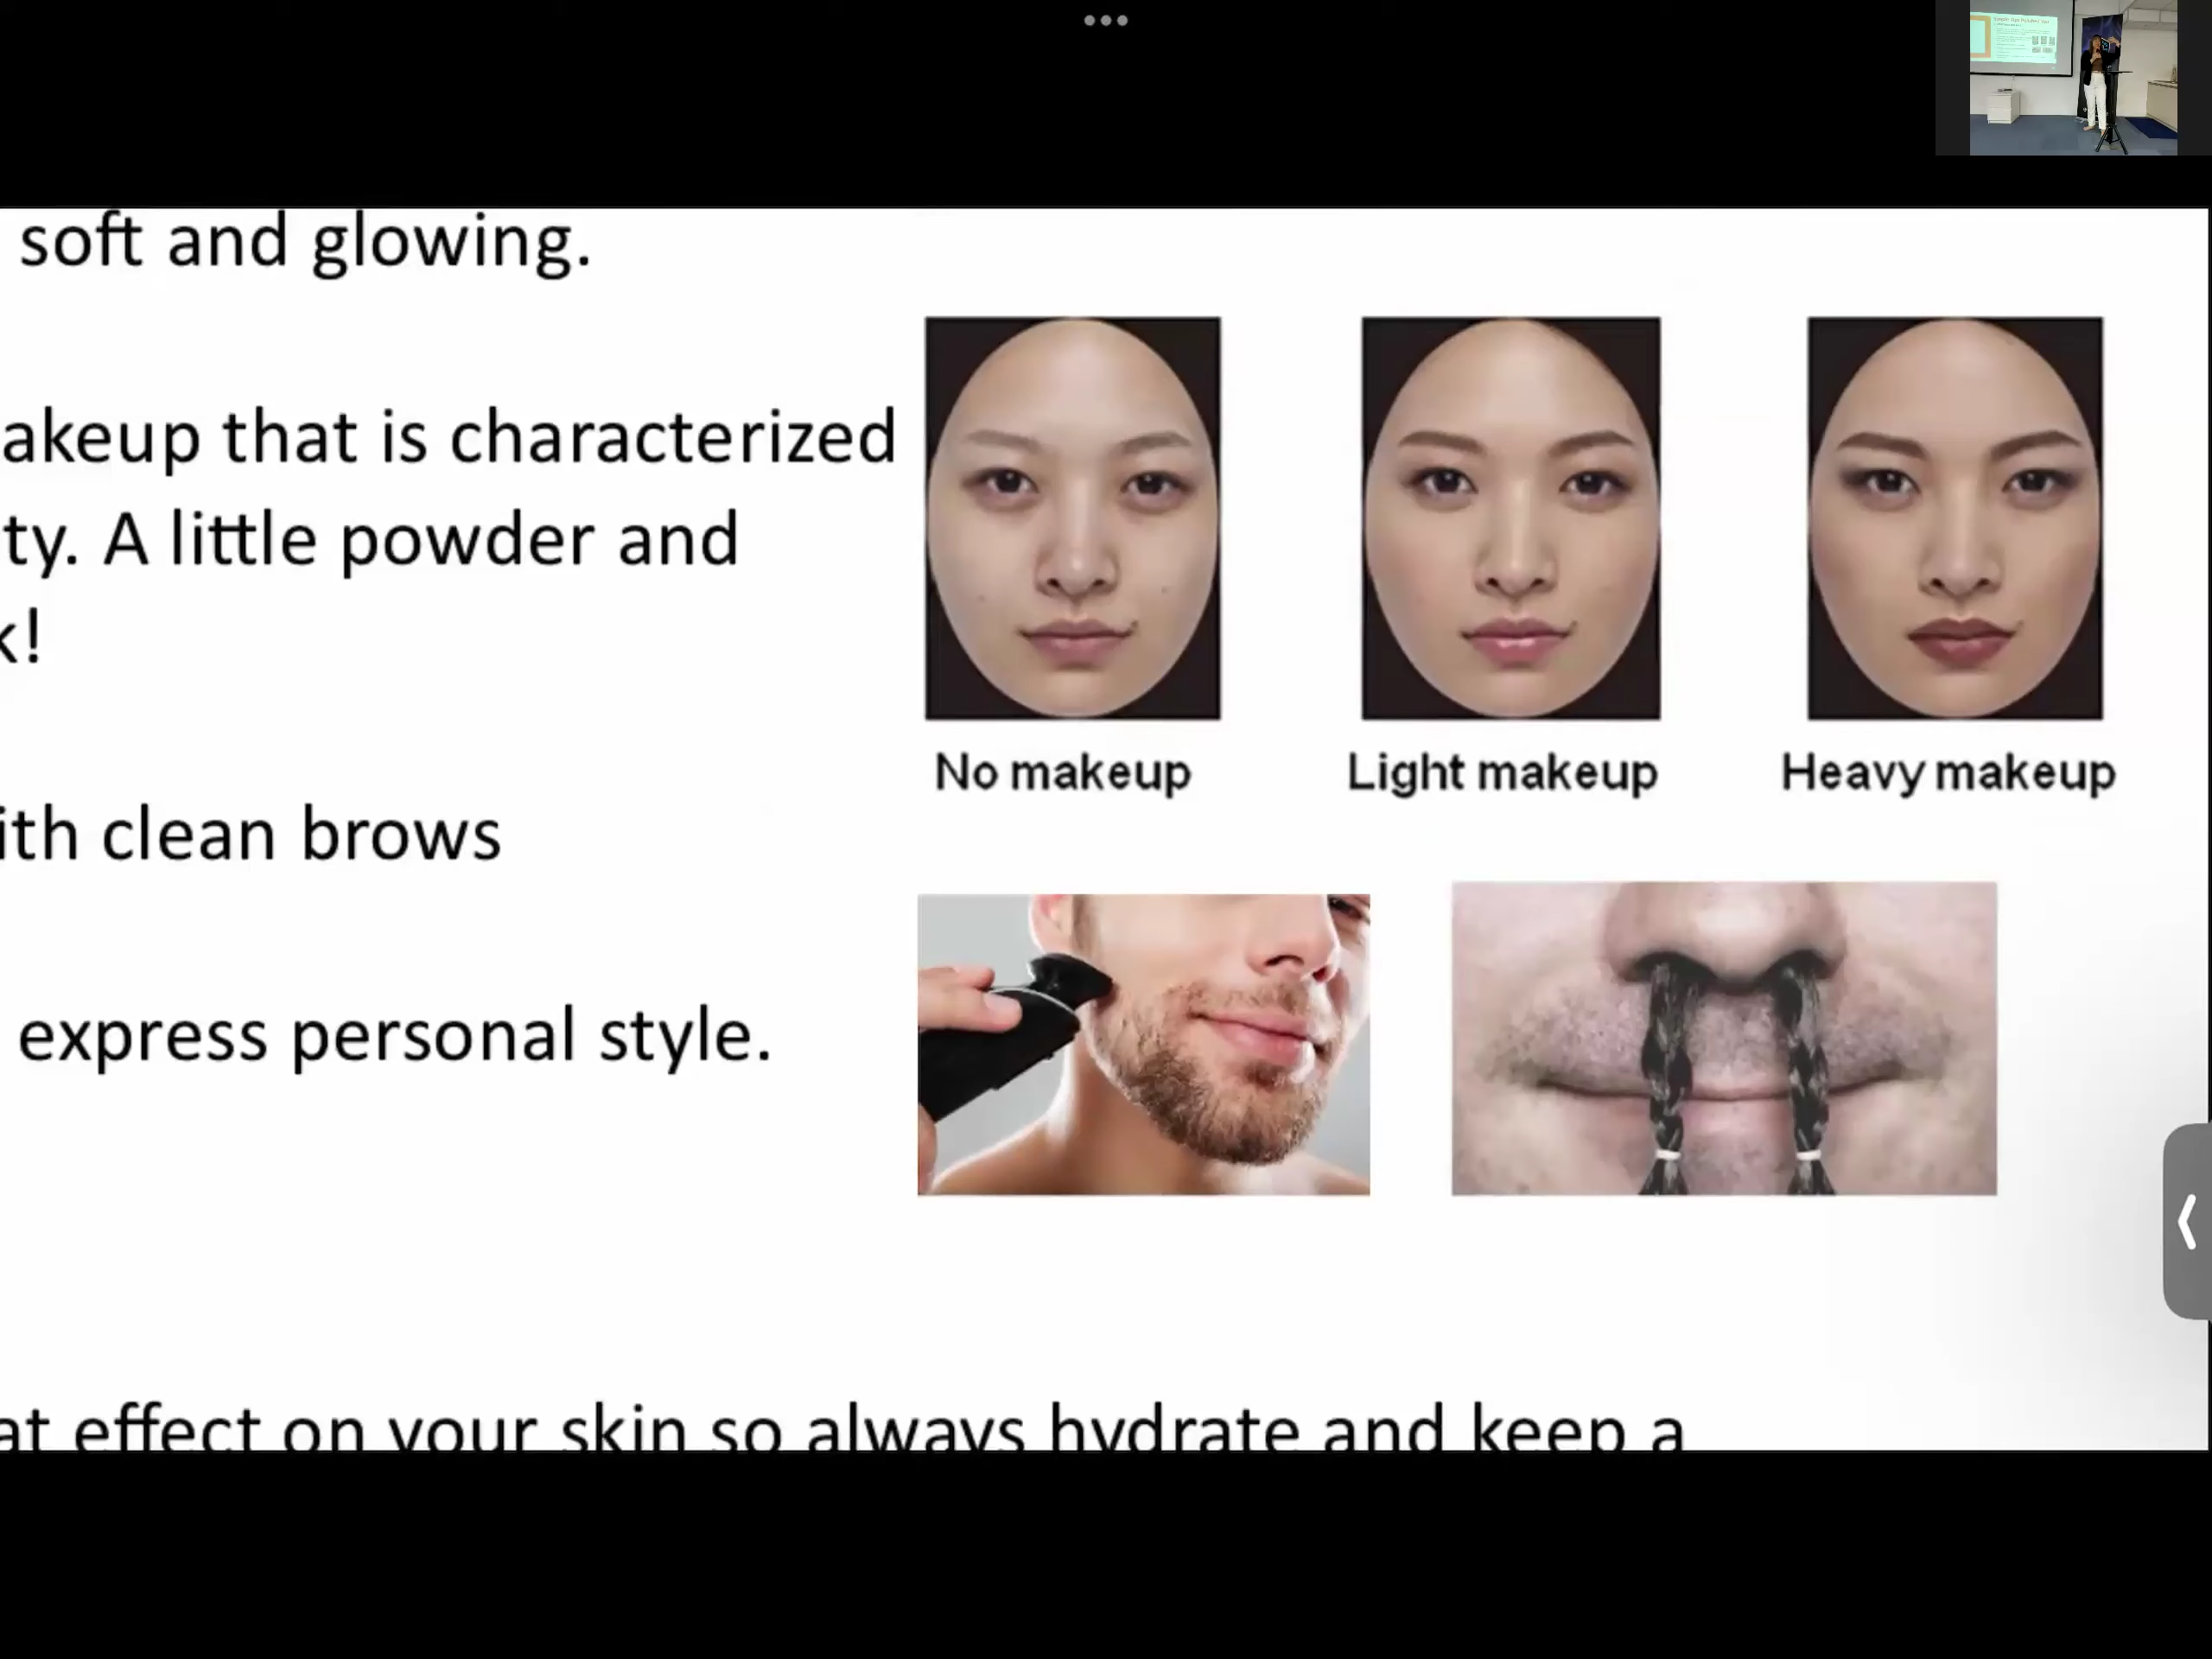 soft and glowing.
akeup that is characterized
ty. A little powder and
k!
No makeup Light makeup Heavy makeup
ith clean brows
express personal style.
at effect on your skin so always hydrate and keep a